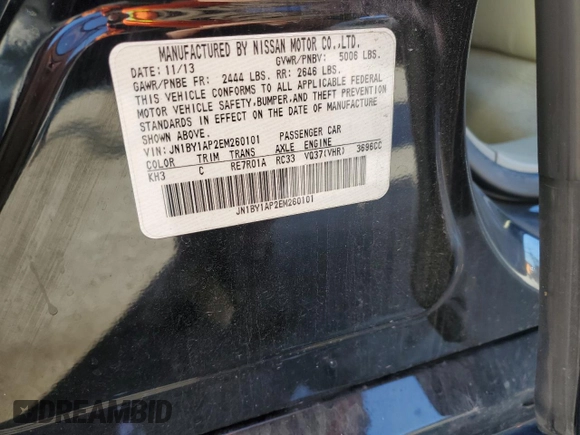 MANUFACTURED BY NISSAN MOTOR CO.,LTD.
DATE:11/13 GVWR/PNBV: 5006 LBS.
GAWR/PNBE FR: 2444 LBS. RR: 2646 LBS.
THIS VEHICLE CONFORMS TO ALL APPLICABLE FEDERAL
MOTOR VEHICLE SAFETY,BUMPER,AND THEFT PREVENTION
STANDARDS IN EFFECT ON THE DATE OF MANUFACTURE
SHOWN ABOVE.
VIN:JN1BY1AP2EM260101 PASSENGER CAR
COLOR TRIM TRANS AXLE ENGINE
KH3 C RE7R01A RC33 VQ37(VHR) 3696CC
JN1BY1AP2EM260101
DREAMBID